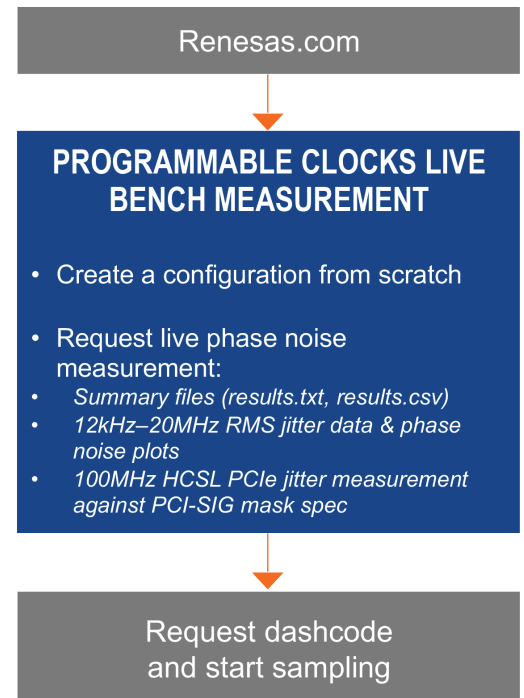 Renesas.com
PROGRAMMABLE CLOCKS LIVE
BENCH MEASUREMENT
• Create a configuration from scratch
• Request live phase noise
measurement:
• Summary files (results.txt, results.csv)
• 12kHz–20MHz RMS jitter data & phase
noise plots
• 100MHz HCSL PCIe jitter measurement
against PCI-SIG mask spec
Request dashcode
and start sampling